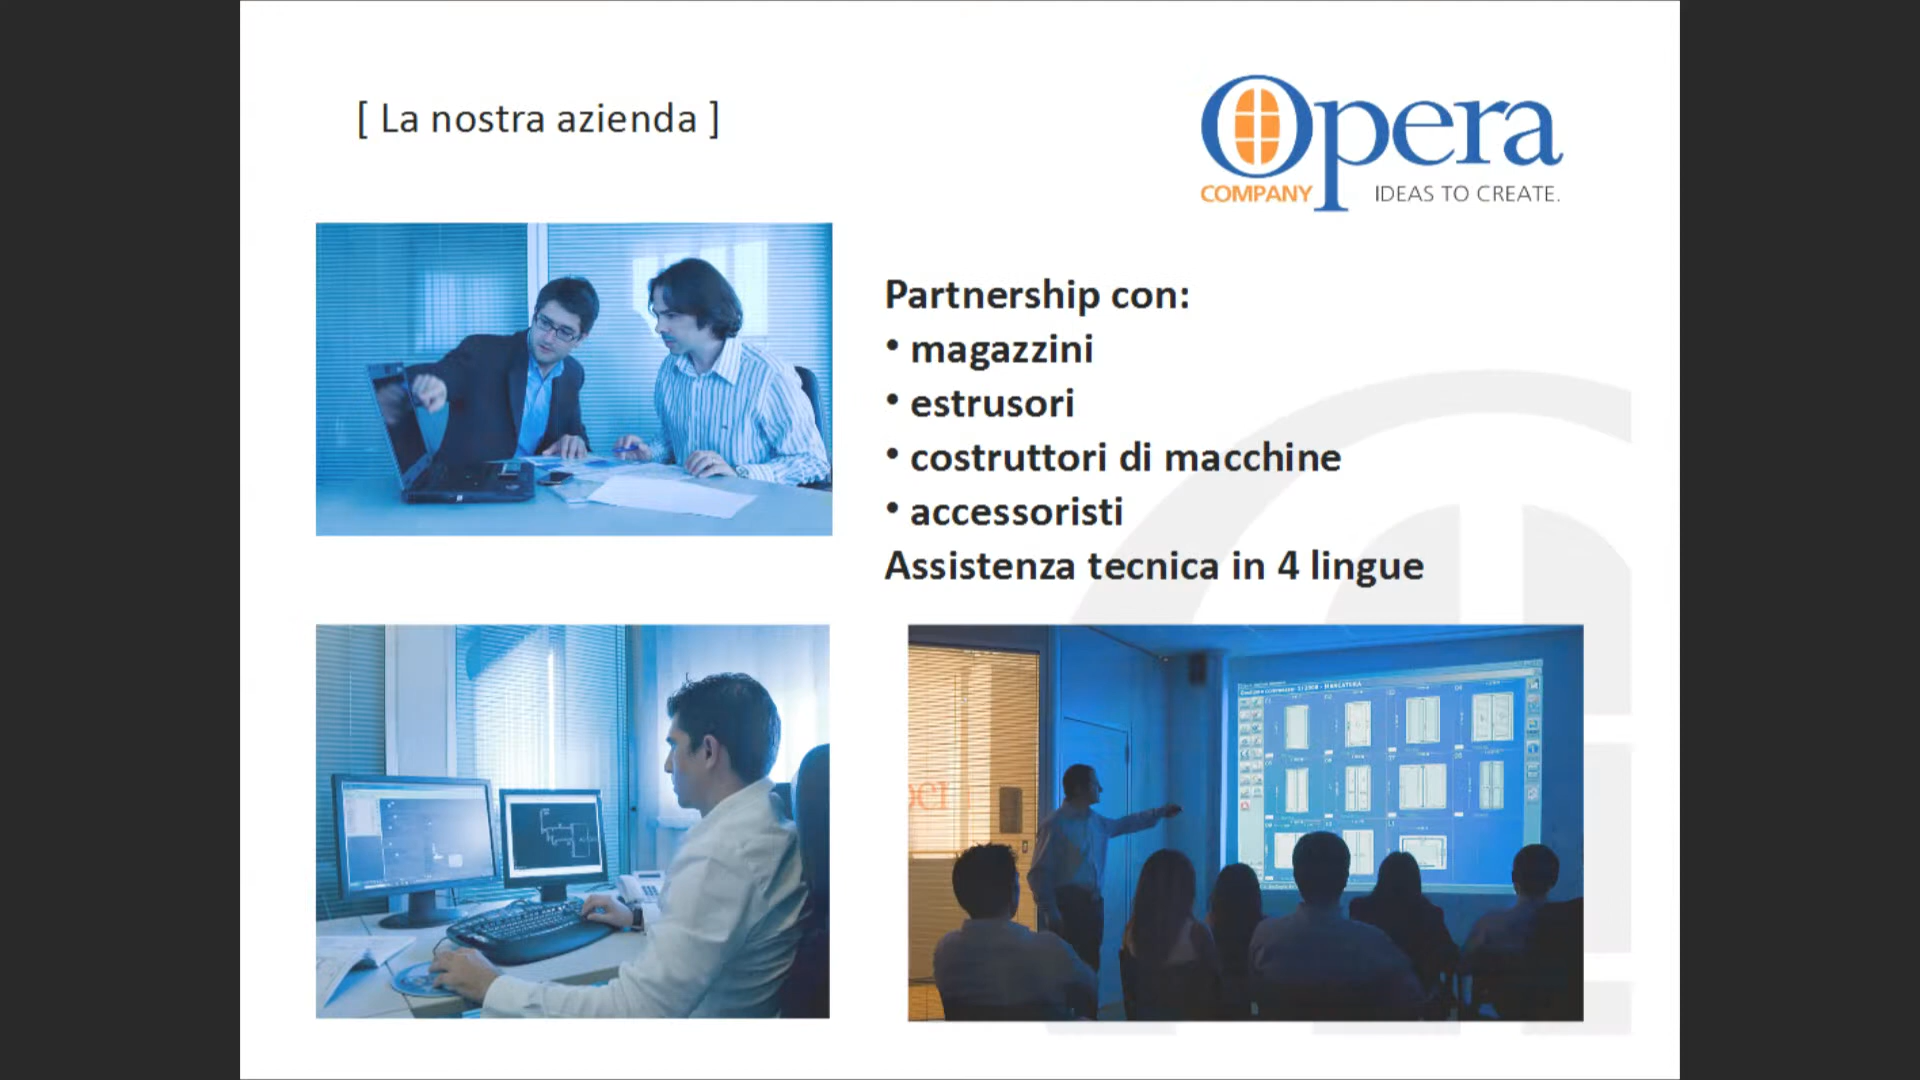 [ La nostra azienda ]
Opera
COMPANY
IDEAS TO CREATE.
Partnership con:
• magazzini
• estrusori
• costruttori di macchine
• accessoristi
Assistenza tecnica in 4 lingue